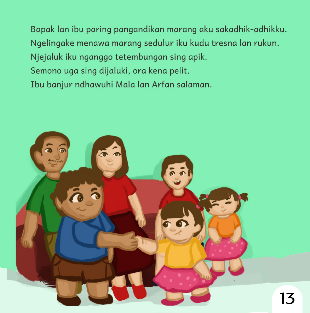 Bapak lan ibu paring pangandikan marang aku sakadhik-adhikku.
Ngelingake menawa marang sedulur iku kudu tresna lan rukun.
Njejaluk iku nganggo tetembungan sing apik.
Semono uga sing dijaluki, ora kena pelit.
Ibu banjur ndhawuhi Mala lan Arfan salaman.
13